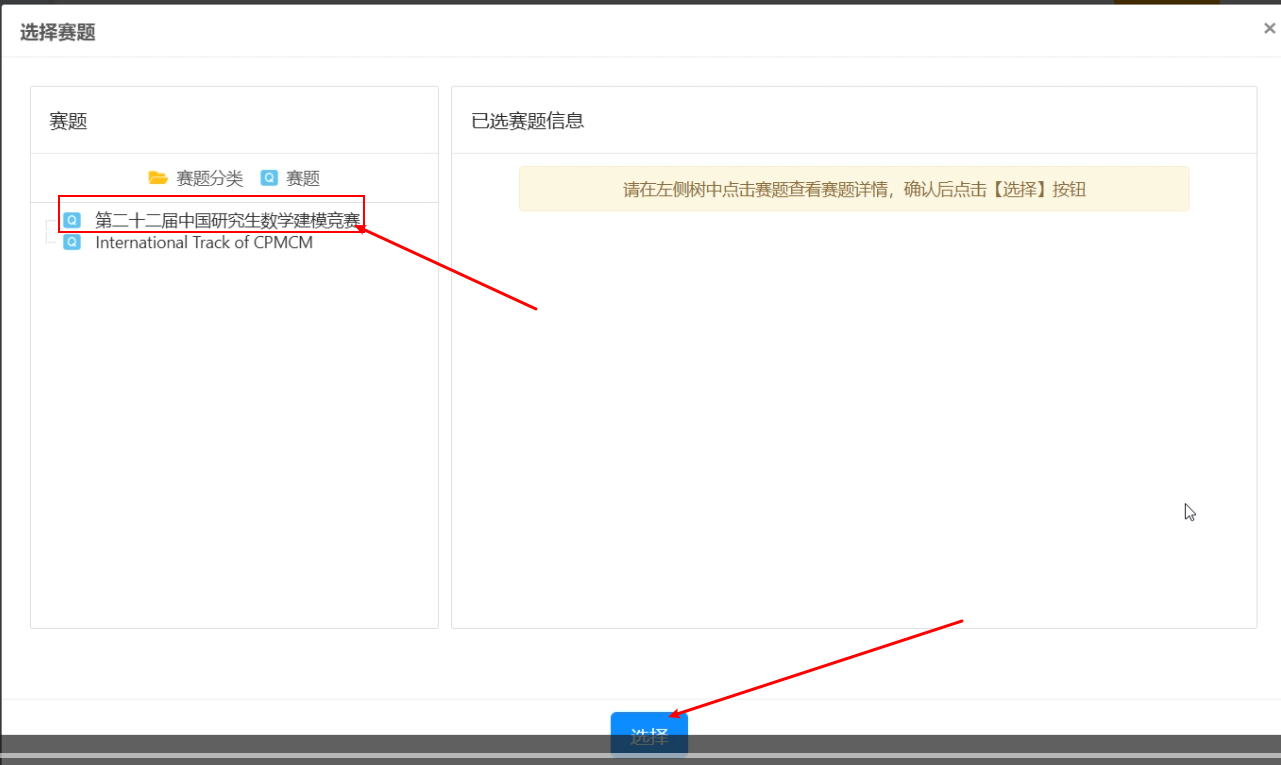 选择赛题
×
赛题
已选赛题信息
赛题分类 赛题
请在左侧树中点击赛题查看赛题详情，确认后点击【选择】按钮
第二十二届中国研究生数学建模竞赛
International Track of CPMCM
选择